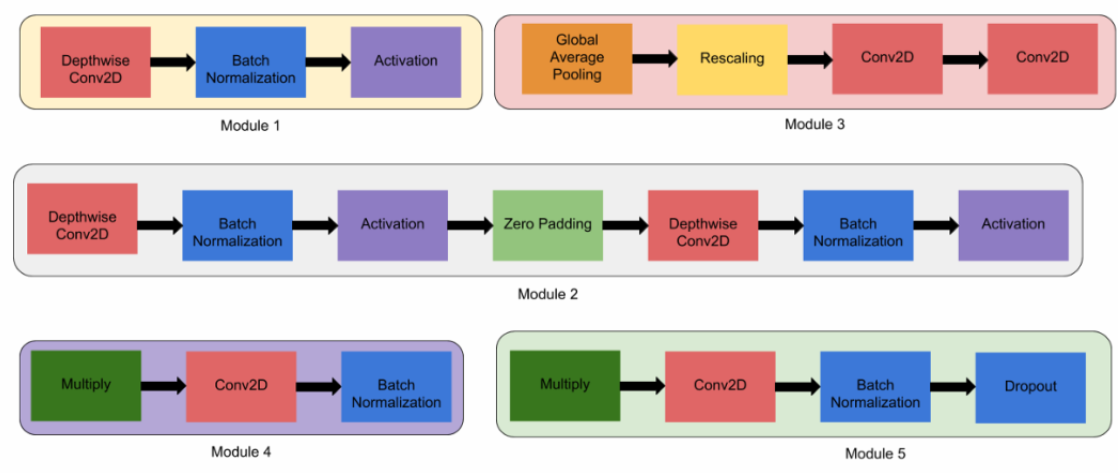 Depthwise
Conv2D
Batch
Normalization
Activation
Module 1
Global
Average
Pooling
Rescaling
Conv2D
Conv2D
Module 3
Depthwise
Conv2D
Batch
Normalization
Activation
Zero Padding
Depthwise
Conv2D
Batch
Normalization
Activation
Module 2
Multiply
Conv2D
Batch
Normalization
Module 4
Multiply
Conv2D
Batch
Normalization
Dropout
Module 5